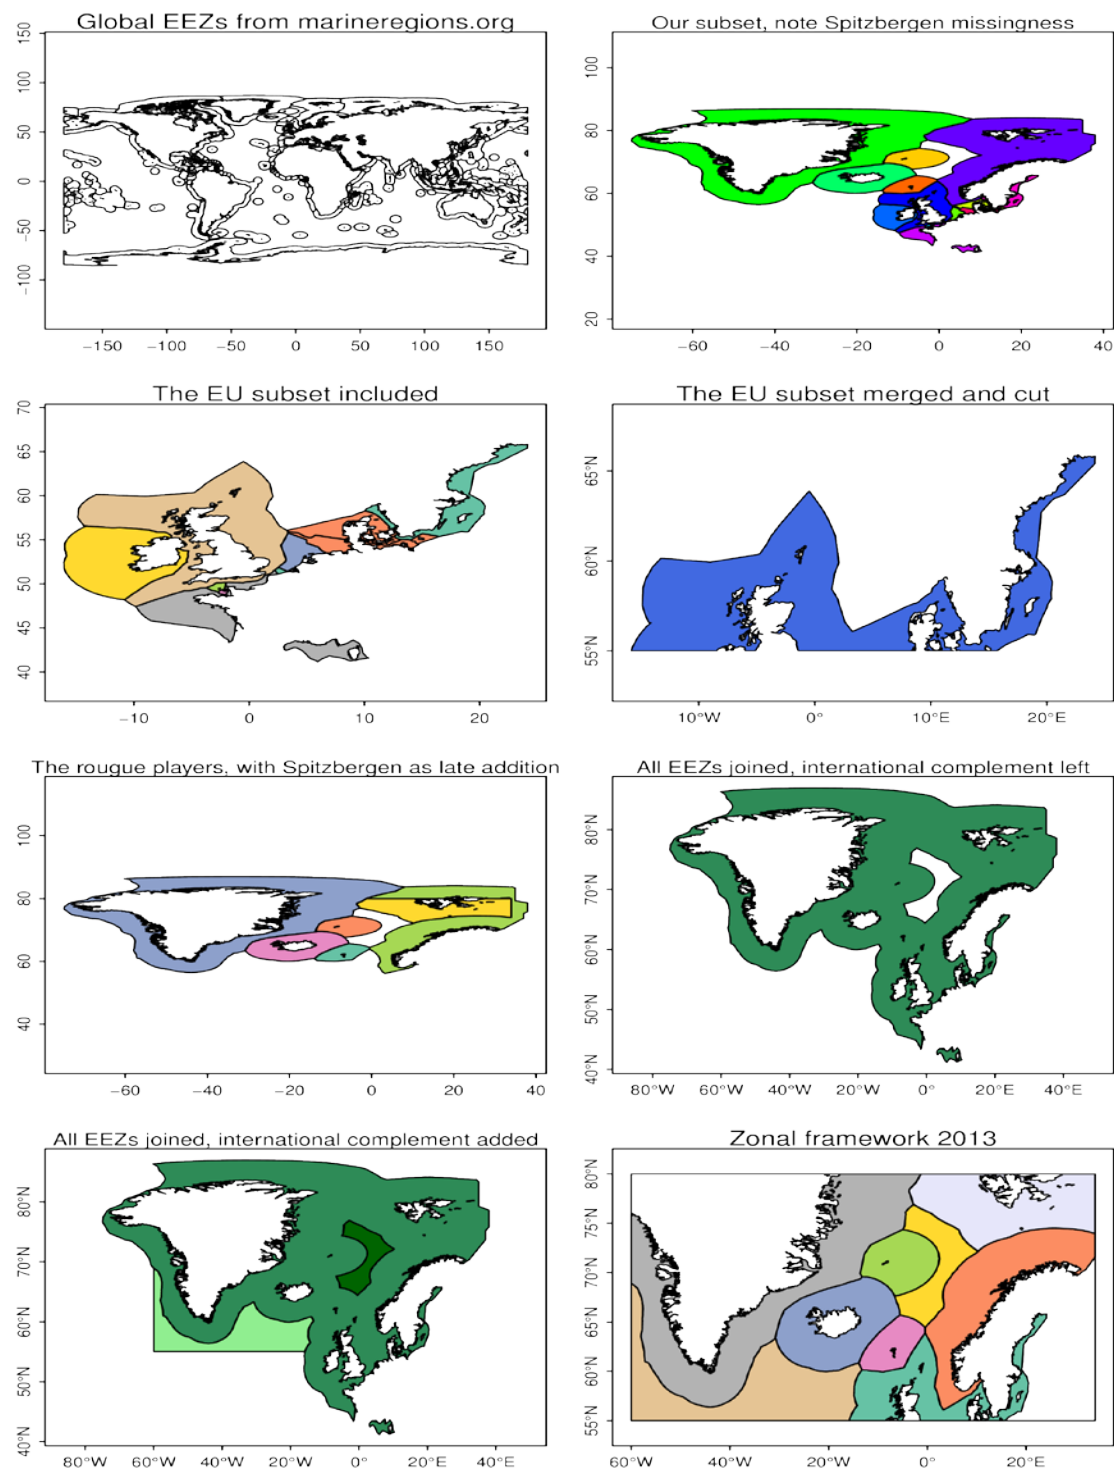 Global EEZs from marineregions.org
150
100
50
0
−50
−100
−150 −100 −50 0 50 100 150
Our subset, note Spitzbergen missingness
100
80
60
40
20
−60 −40 −20 0 20 40
The EU subset included
70
65
60
55
50
45
40
−10 0 10 20
The EU subset merged and cut
65°N
60°N
55°N
10°W 0° 10°E 20°E
The rougue players, with Spitzbergen as late addition
100
80
60
40
−60 −40 −20 0 20 40
All EEZs joined, international complement left
80°N
70°N
60°N
50°N
40°N
80°W 60°W 40°W 20°W 0° 20°E 40°E
All EEZs joined, international complement added
80°N
70°N
60°N
50°N
40°N
80°W 60°W 40°W 20°W 0° 20°E 40°E
Zonal framework 2013
80°N
75°N
70°N
65°N
60°N
55°N
60°W 40°W 20°W 0° 20°E